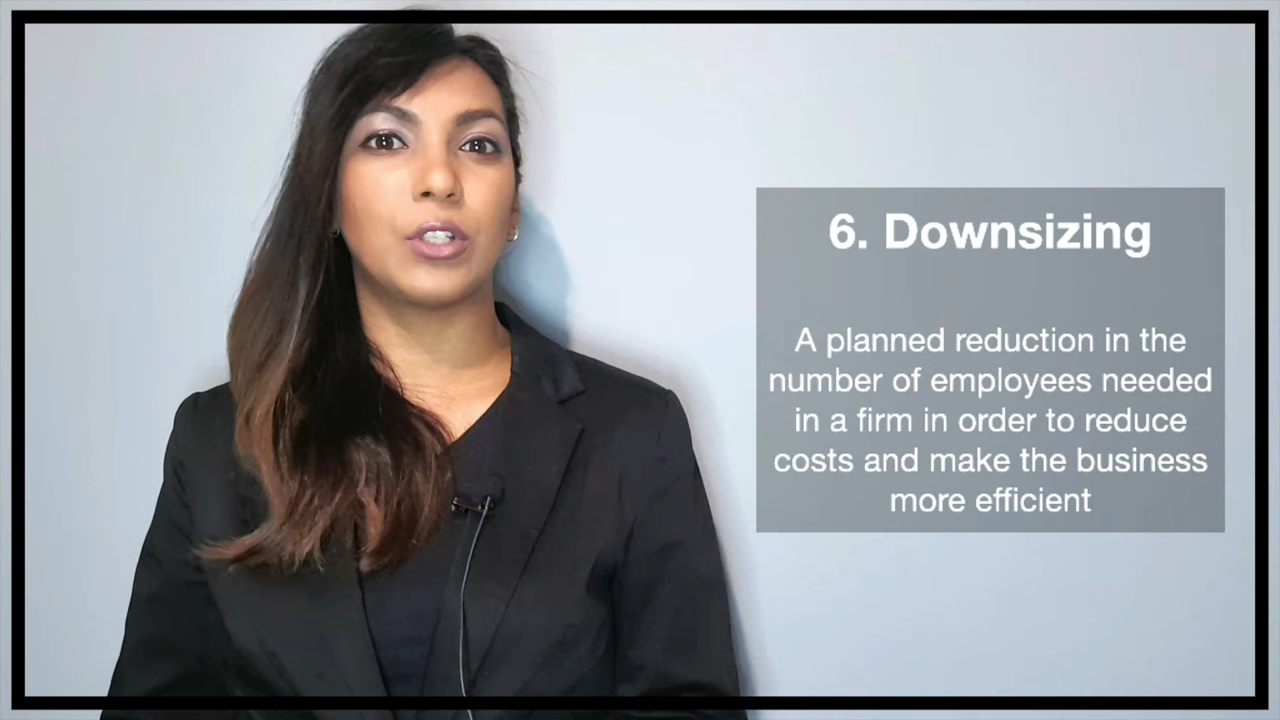 6. Downsizing
A planned reduction in the
number of employees needed
in a firm in order to reduce
costs and make the business
more efficient